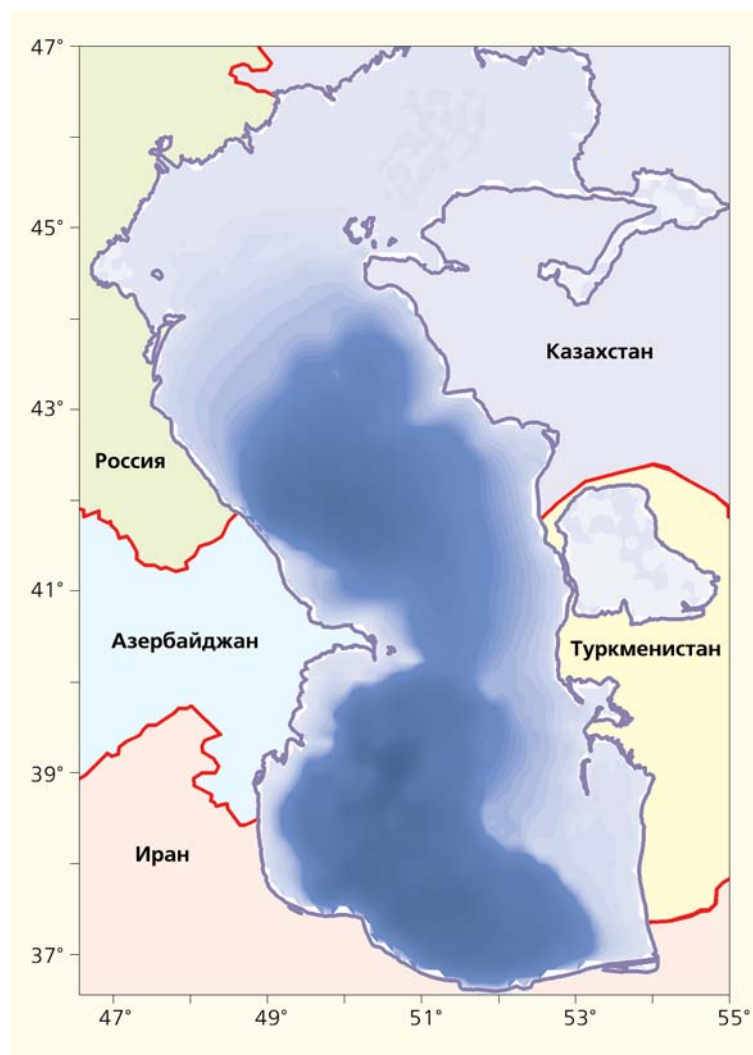 47°
45°
Казахстан
43°
Россия
41°
Азербайджан
Туркменистан
39°
Иран
37°
47°
49°
51°
53°
55°